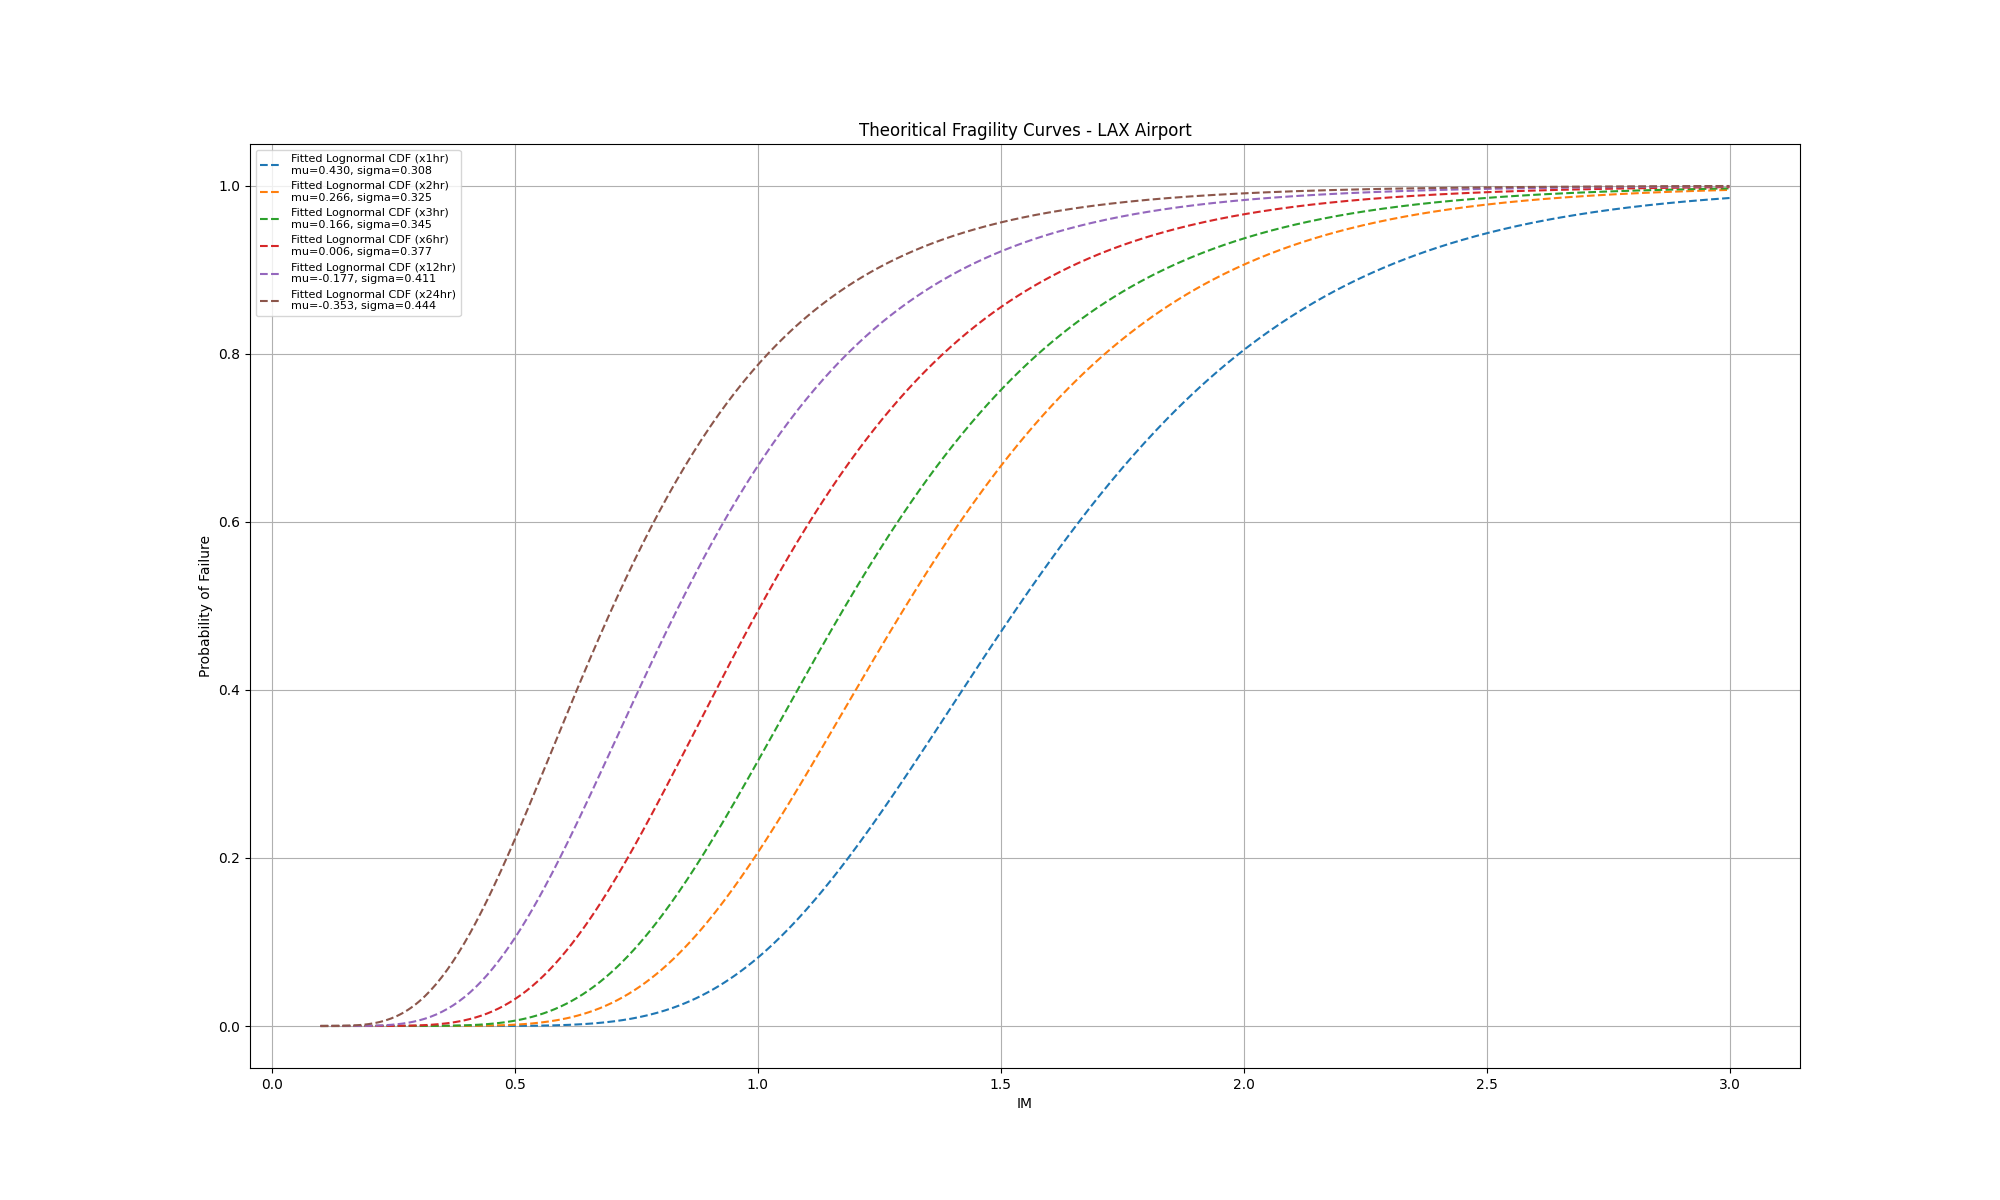 Theoritical Fragility Curves - LAX Airport
Fitted Lognormal CDF (x1hr)
mu=0.430, sigma=0.308
Fitted Lognormal CDF (x2hr)
mu=0.266, sigma=0.325
Fitted Lognormal CDF (x3hr)
mu=0.166, sigma=0.345
Fitted Lognormal CDF (x6hr)
mu=0.006, sigma=0.377
Fitted Lognormal CDF (x12hr)
mu=-0.177, sigma=0.411
Fitted Lognormal CDF (x24hr)
mu=-0.353, sigma=0.444
1.0
0.8
0.6
0.4
0.2
0.0
Probability of Failure
0.0 0.5 1.0 1.5 2.0 2.5 3.0
IM